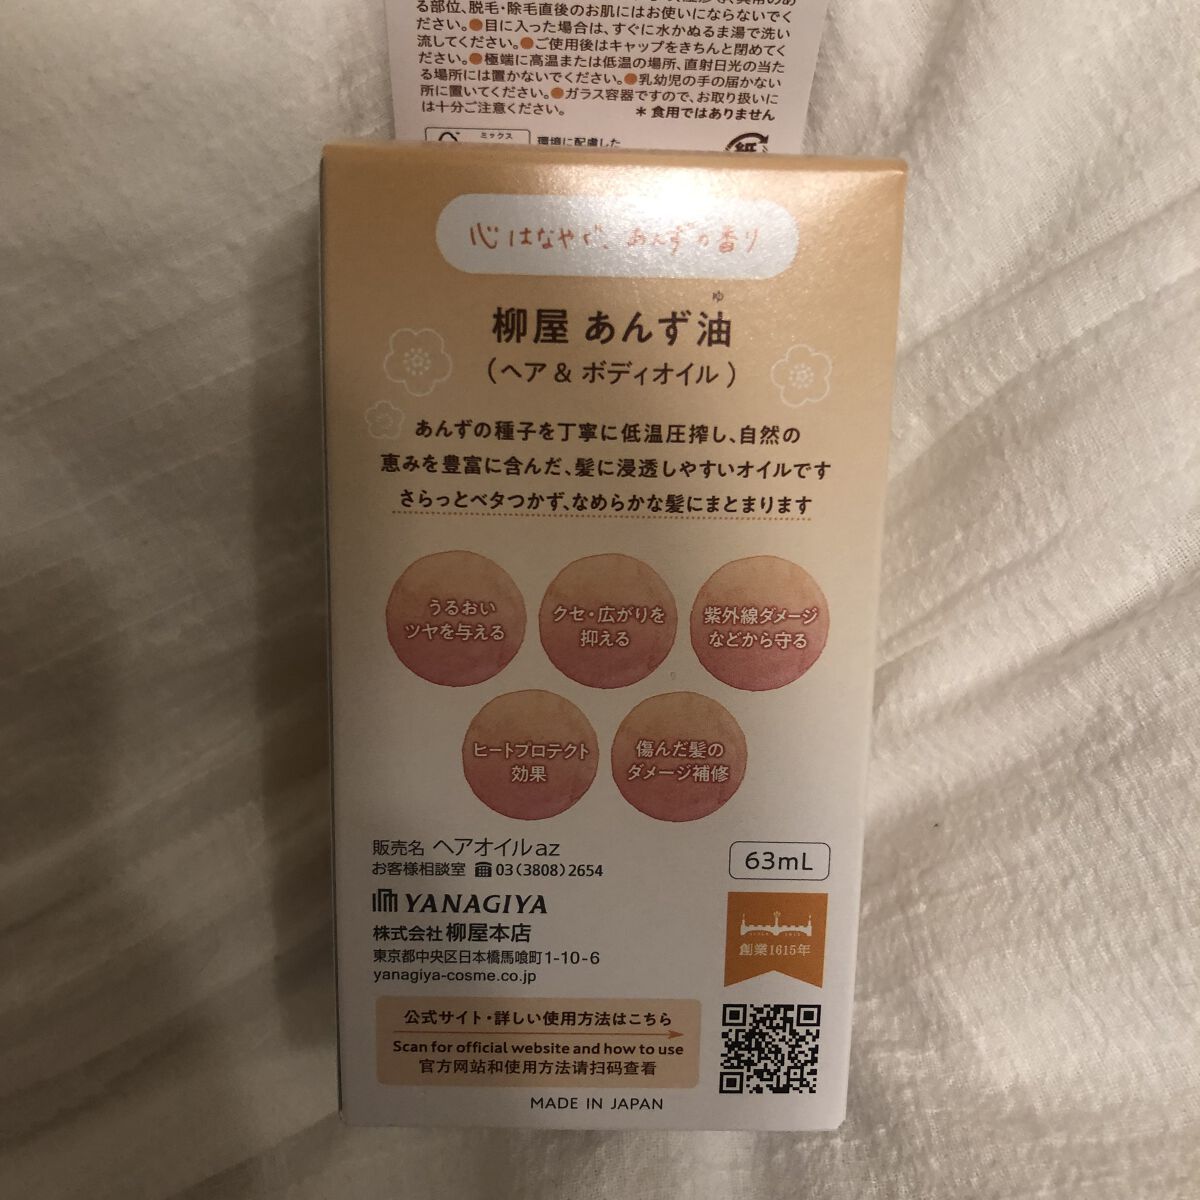 る部位、脱毛・除毛直後のお肌にはお使いにならないでく
ださい。●目に入った場合は、すぐに水かぬるま湯で洗い
流してください。●ご使用後はキャップをきちんと閉めてく
ださい。●極端に高温または低温の場所、直射日光の当た
る場所には置かないでください。●乳幼児の手の届かない
所に置いてください。●ガラス容器ですので、お取り扱いに
は十分ご注意ください。 ＊食用ではありません
ミックス
環境に配慮した
紙
心はなやぐ、あんずの香り
ゆ
柳屋 あんず油
(ヘア & ボディオイル)
あんずの種子を丁寧に低温圧搾し、自然の
恵みを豊富に含んだ、髪に浸透しやすいオイルです
さらっとベタつかず、なめらかな髪にまとまります
うるおい
ツヤを与える
クセ・広がりを
抑える
紫外線ダメージ
などから守る
ヒートプロテクト
効果
傷んだ髪の
ダメージ補修
販売名 ヘアオイルaz
お客様相談室 ☎ 03(3808)2654
63mL
YANAGIYA
株式会社 柳屋本店
東京都中央区日本橋馬喰町1-10-6
yanagiya-cosme.co.jp
創業1615年
公式サイト・詳しい使用方法はこちら
Scan for official website and how to use
官方网站和使用方法请扫码查看
MADE IN JAPAN